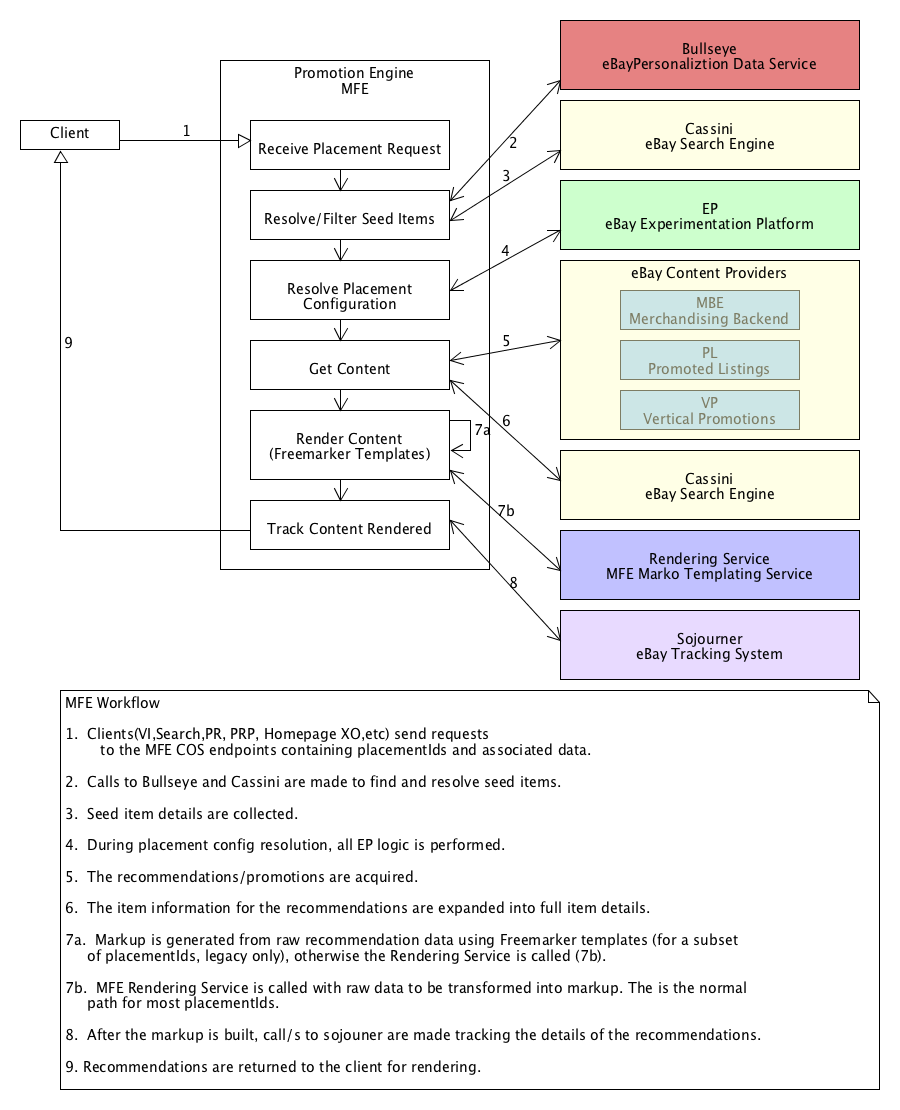 Promotion Engine
MFE
Client
1
Receive Placement Request
Resolve/Filter Seed Items
Resolve Placement
Configuration
Get Content
Render Content
(Freemarker Templates)
7a
Track Content Rendered
9
2
3
4
5
6
7b
8
Bullseye
eBayPersonaliztion Data Service
Cassini
eBay Search Engine
EP
eBay Experimentation Platform
eBay Content Providers
MBE
Merchandising Backend
PL
Promoted Listings
VP
Vertical Promotions
Cassini
eBay Search Engine
Rendering Service
MFE Marko Templating Service
Sojourner
eBay Tracking System
MFE Workflow
1. Clients(VI,Search,PR, PRP, Homepage XO,etc) send requests
to the MFE COS endpoints containing placementIds and associated data.
2. Calls to Bullseye and Cassini are made to find and resolve seed items.
3. Seed item details are collected.
4. During placement config resolution, all EP logic is performed.
5. The recommendations/promotions are acquired.
6. The item information for the recommendations are expanded into full item details.
7a. Markup is generated from raw recommendation data using Freemarker templates (for a subset
of placementIds, legacy only), otherwise the Rendering Service is called (7b).
7b. MFE Rendering Service is called with raw data to be transformed into markup. The is the normal
path for most placementIds.
8. After the markup is built, call/s to sojouner are made tracking the details of the recommendations.
9. Recommendations are returned to the client for rendering.